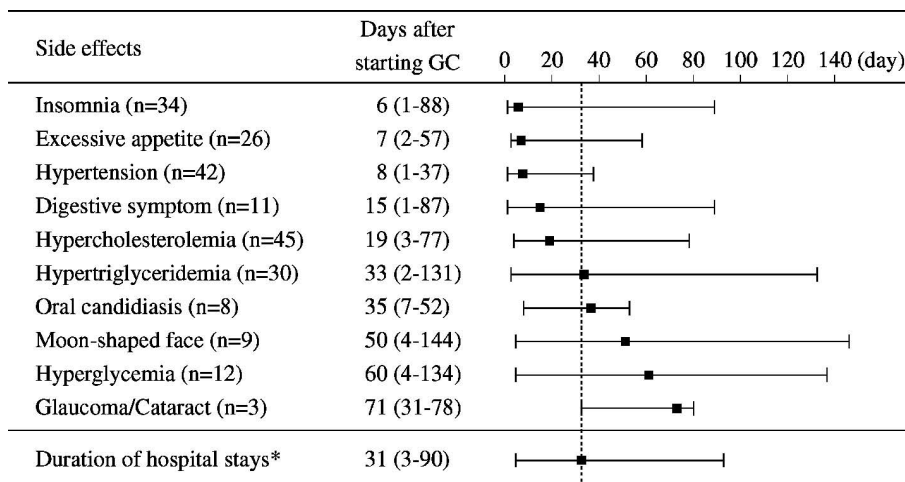 Side effects Days after starting GC 0 20 40 60 80 100 120 140 (day)
Insomnia (n=34) 6 (1-88)
Excessive appetite (n=26) 7 (2-57)
Hypertension (n=42) 8 (1-37)
Digestive symptom (n=11) 15 (1-87)
Hypercholesterolemia (n=45) 19 (3-77)
Hypertriglyceridemia (n=30) 33 (2-131)
Oral candidiasis (n=8) 35 (7-52)
Moon-shaped face (n=9) 50 (4-144)
Hyperglycemia (n=12) 60 (4-134)
Glaucoma/Cataract (n=3) 71 (31-78)
Duration of hospital stays* 31 (3-90)